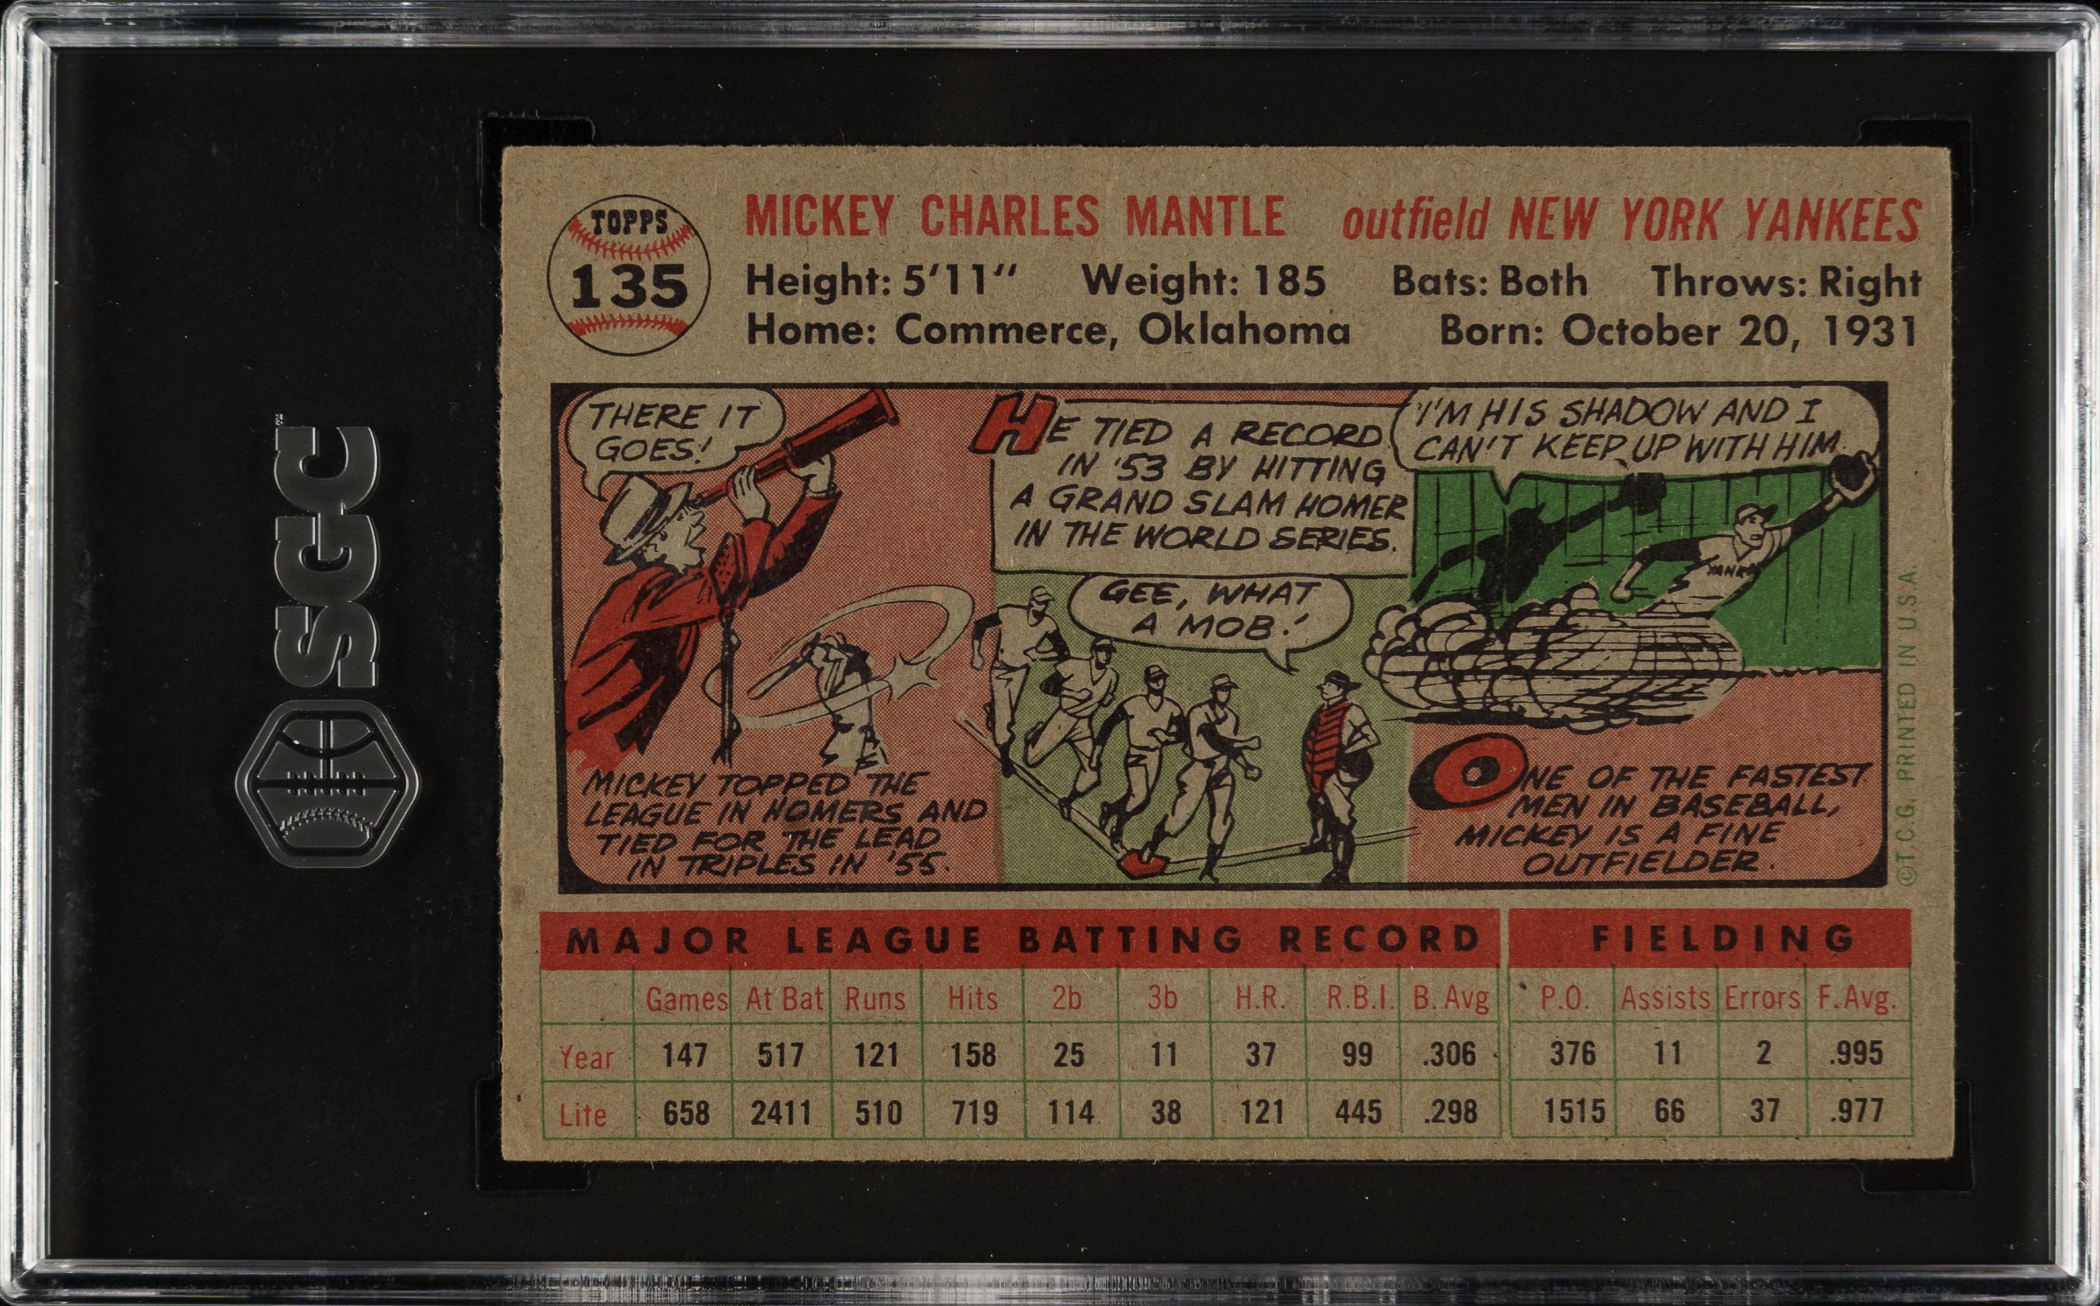 SGC
TOPPS
135
MICKEY CHARLES MANTLE outfield NEW YORK YANKEES
Height: 5'11" Weight: 185 Bats: Both Throws: Right
Home: Commerce, Oklahoma Born: October 20, 1931
THERE IT
GOES!
MICKEY TOPPED THE
LEAGUE IN HOMERS AND
TIED FOR THE LEAD
IN TRIPLES IN '55.
HE TIED A RECORD
IN '53 BY HITTING
A GRAND SLAM HOMER
IN THE WORLD SERIES.
GEE, WHAT
A MOB!
I'M HIS SHADOW AND I
CAN'T KEEP UP WITH HIM.
YANKS
ONE OF THE FASTEST
MEN IN BASEBALL,
MICKEY IS A FINE
OUTFIELDER.
©T.C.G. PRINTED IN U.S.A.
MAJOR LEAGUE BATTING RECORD FIELDING
Games At Bat Runs Hits 2b 3b H.R. R.B.I. B. Avg P.O. Assists Errors F. Avg.
Year 147 517 121 158 25 11 37 99 .306 376 11 2 .995
Life 658 2411 510 719 114 38 121 445 .298 1515 66 37 .977